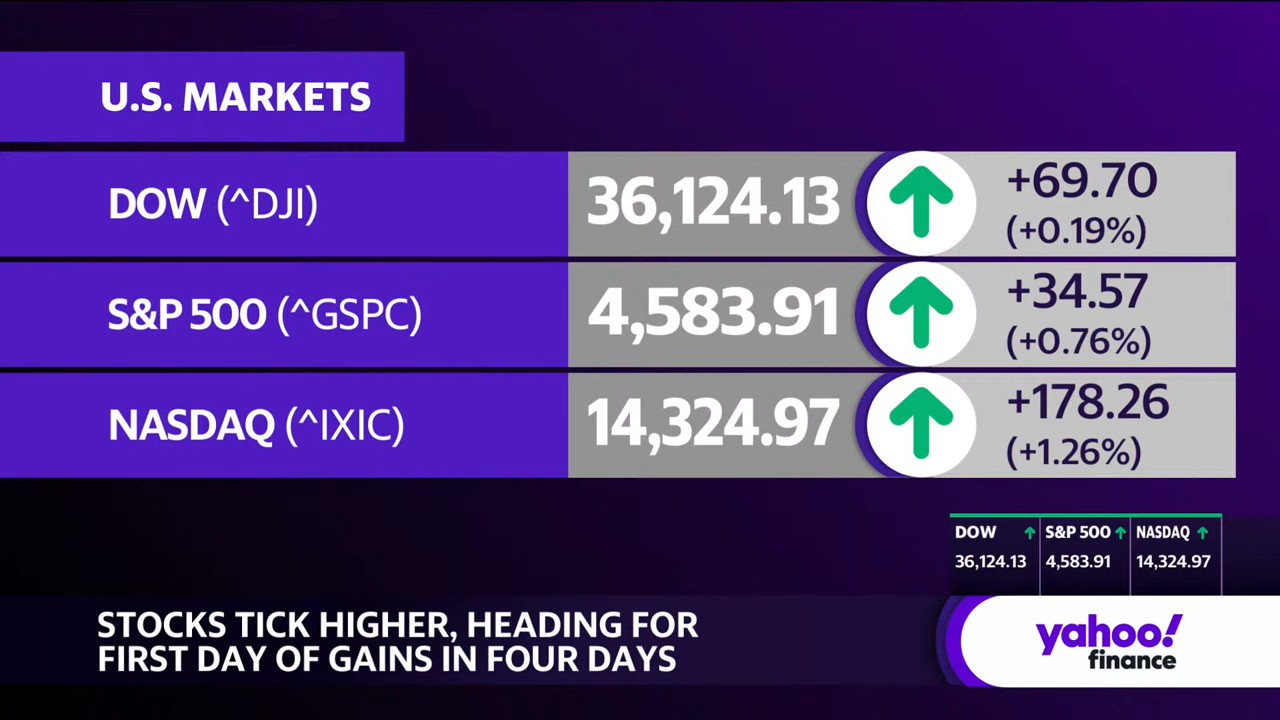 U.S. MARKETS
DOW (^DJI) 36,124.13 +69.70
(+0.19%)
S&P 500 (^GSPC) 4,583.91 +34.57
(+0.76%)
NASDAQ (^IXIC) 14,324.97 +178.26
(+1.26%)
DOW S&P 500 NASDAQ
36,124.13 4,583.91 14,324.97
STOCKS TICK HIGHER, HEADING FOR
FIRST DAY OF GAINS IN FOUR DAYS
yahoo!
finance